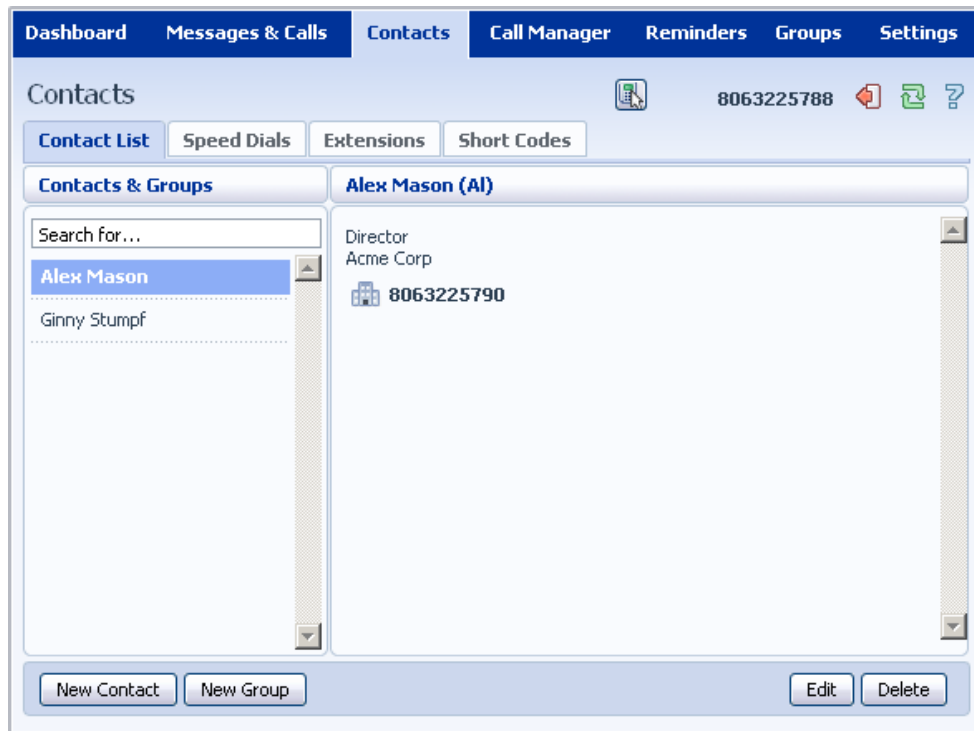 Dashboard Messages & Calls Contacts Call Manager Reminders Groups Settings
Contacts 8063225788
Contact List Speed Dials Extensions Short Codes
Contacts & Groups Alex Mason (Al)
Search for...
Director
Acme Corp
Alex Mason
8063225790
Ginny Stumpf
New Contact New Group Edit Delete